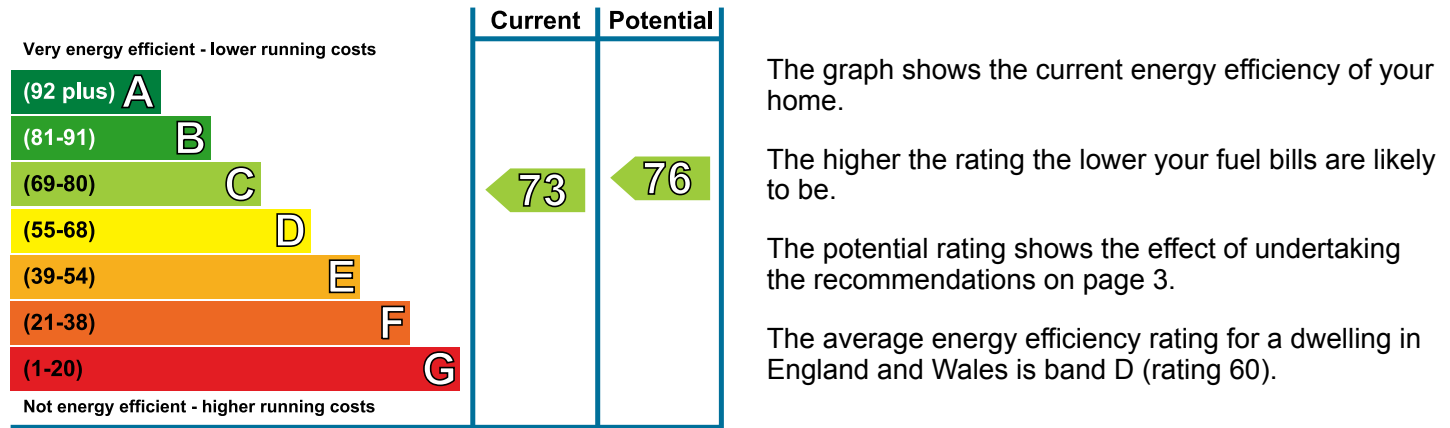 Current Potential
Very energy efficient - lower running costs
(92 plus) A
(81-91) B
(69-80) C
73 76
(55-68) D
(39-54) E
(21-38) F
(1-20) G
Not energy efficient - higher running costs
The graph shows the current energy efficiency of your
home.
The higher the rating the lower your fuel bills are likely
to be.
The potential rating shows the effect of undertaking
the recommendations on page 3.
The average energy efficiency rating for a dwelling in
England and Wales is band D (rating 60).